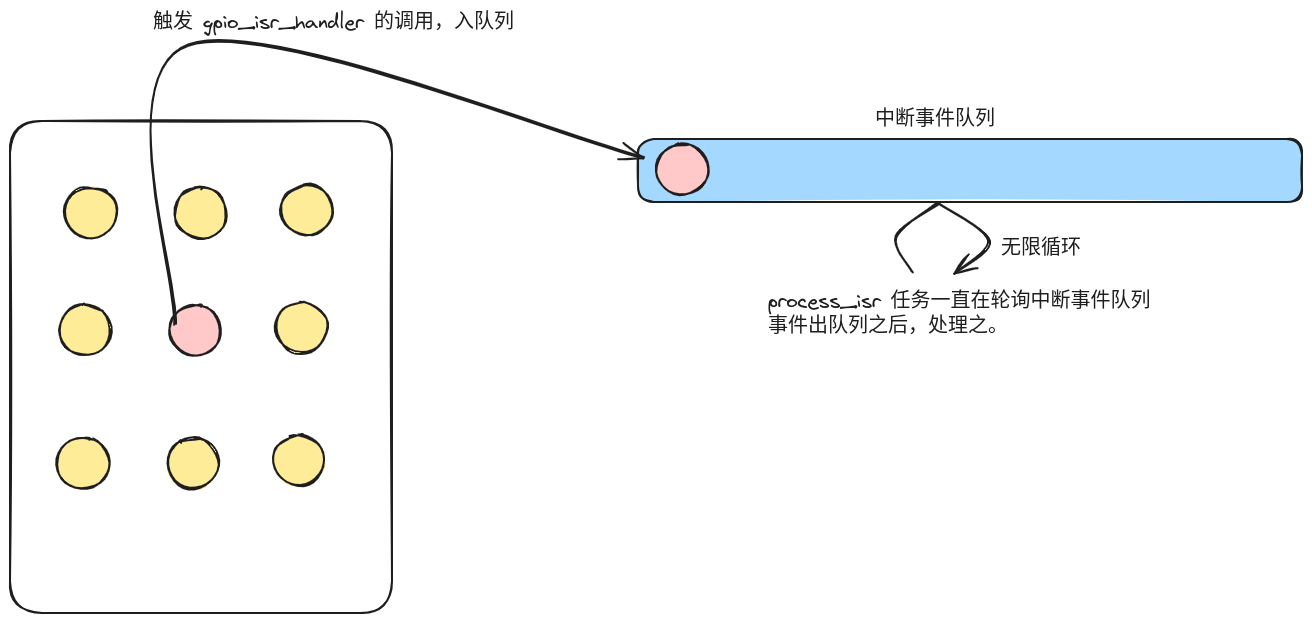 触发 gpio_isr_handler 的调用，入队列
中断事件队列
无限循环
process_isr 任务一直在轮询中断事件队列
事件出队列之后，处理之。